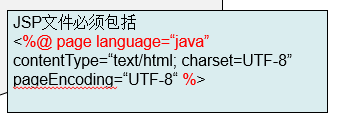 JSP文件必须包括
<%@ page language=“java”
contentType=“text/html; charset=UTF-8”
pageEncoding=“UTF-8“ %>